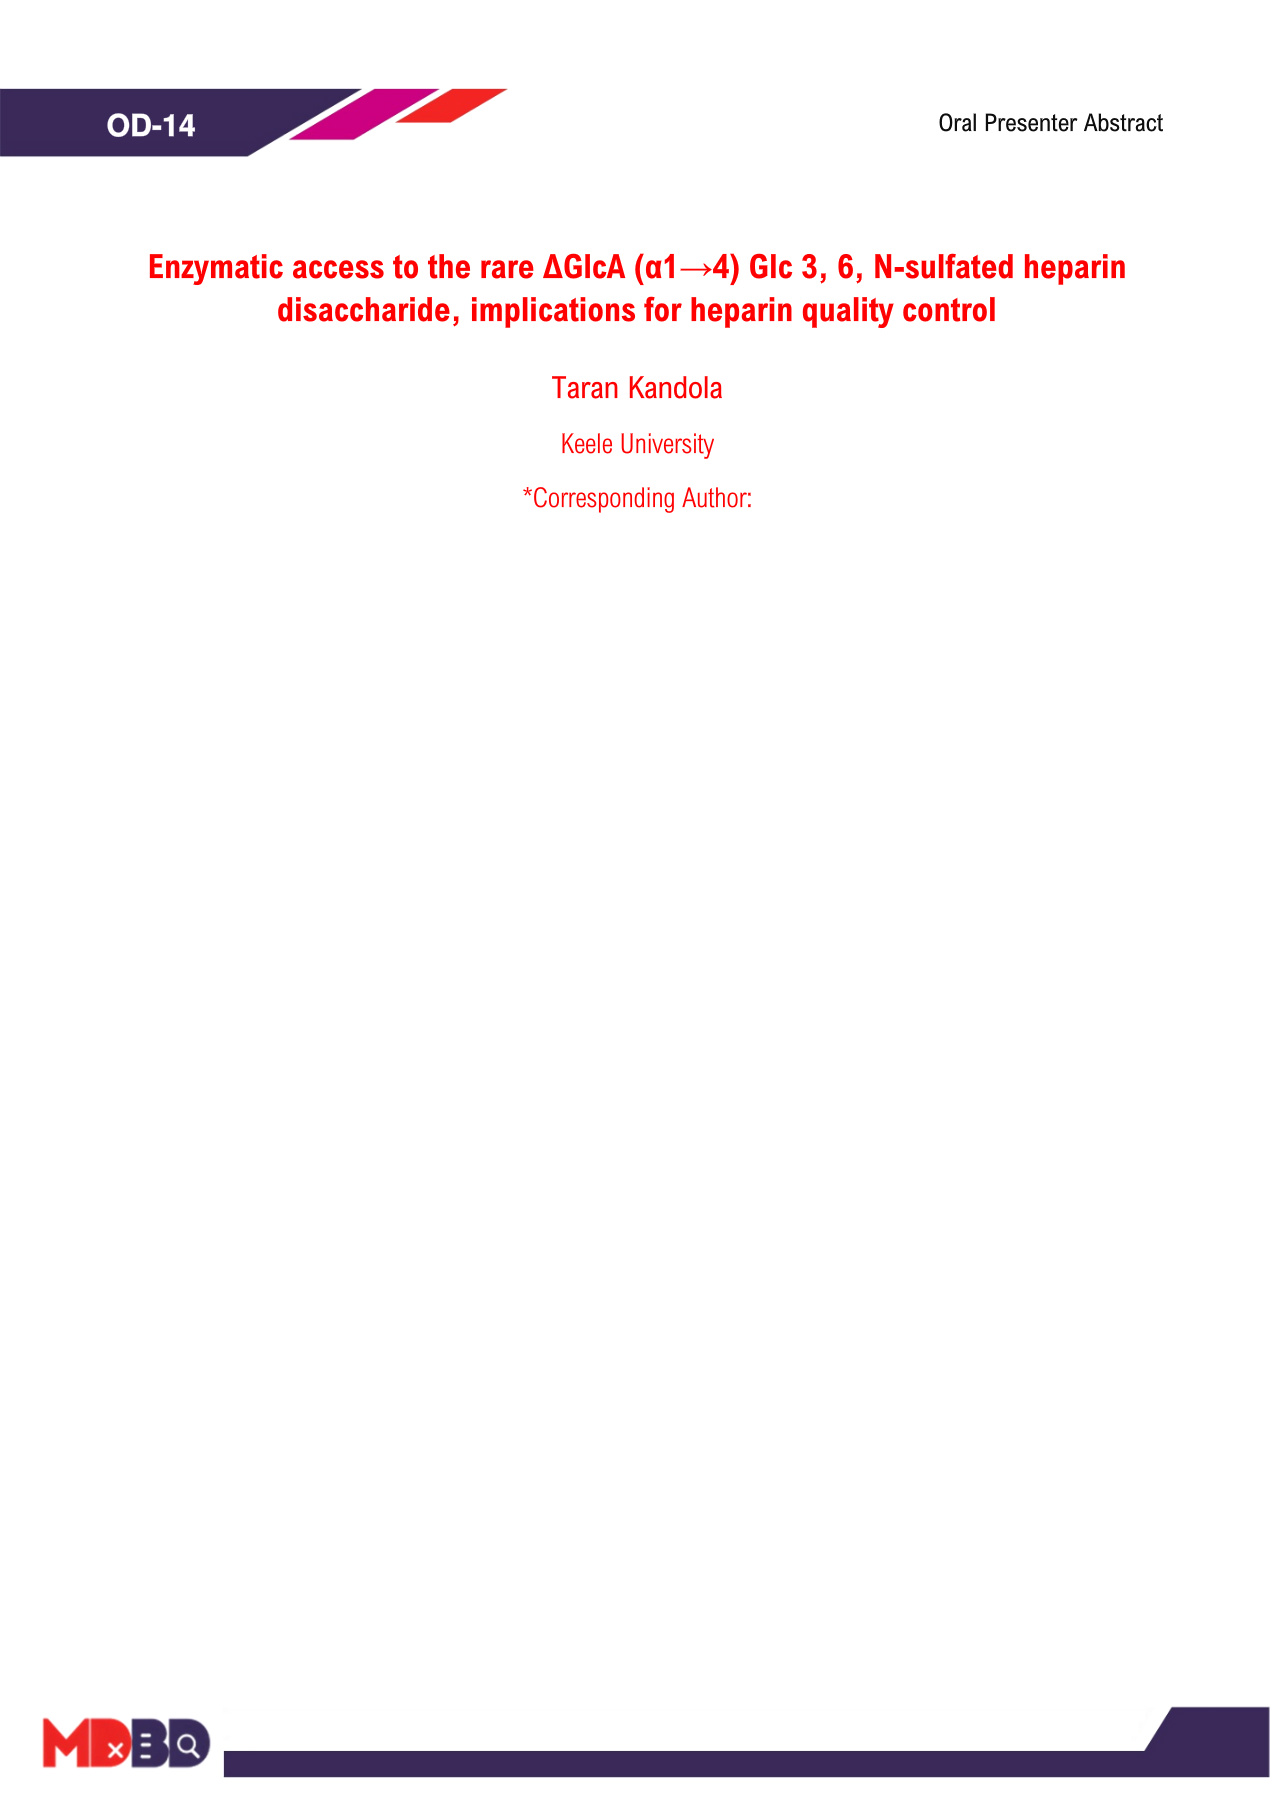 OD-14
Oral Presenter Abstract
Enzymatic access to the rare ΔGlcA (α1→4) Glc 3, 6, N-sulfated heparin
disaccharide, implications for heparin quality control
Taran Kandola
Keele University
*Corresponding Author:
MDBD